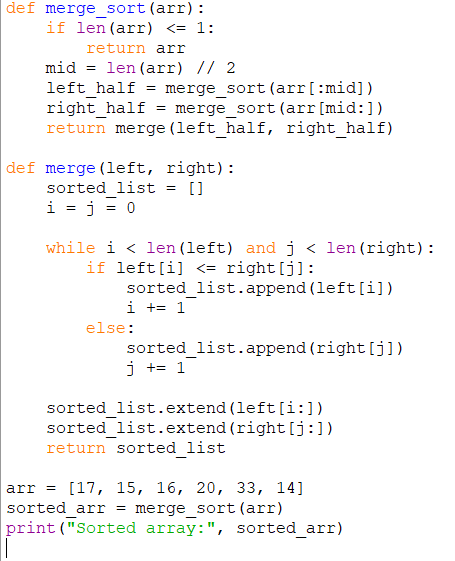 def merge_sort(arr):
    if len(arr) <= 1:
        return arr
    mid = len(arr) // 2
    left_half = merge_sort(arr[:mid])
    right_half = merge_sort(arr[mid:])
    return merge(left_half, right_half)

def merge(left, right):
    sorted_list = []
    i = j = 0

    while i < len(left) and j < len(right):
        if left[i] <= right[j]:
            sorted_list.append(left[i])
            i += 1
        else:
            sorted_list.append(right[j])
            j += 1

    sorted_list.extend(left[i:])
    sorted_list.extend(right[j:])
    return sorted_list

arr = [17, 15, 16, 20, 33, 14]
sorted_arr = merge_sort(arr)
print("Sorted array:", sorted_arr)